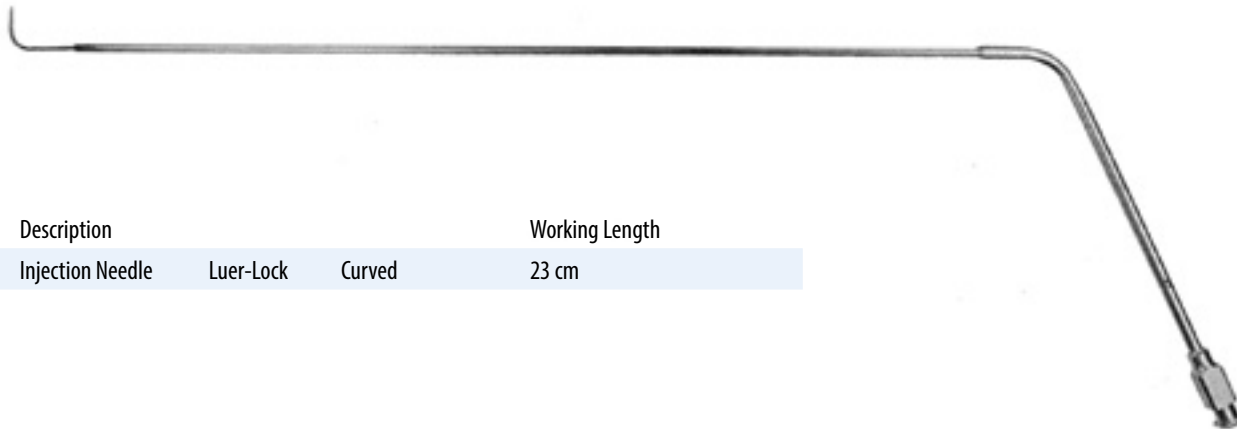 Description Working Length
Injection Needle Luer-Lock Curved 23 cm